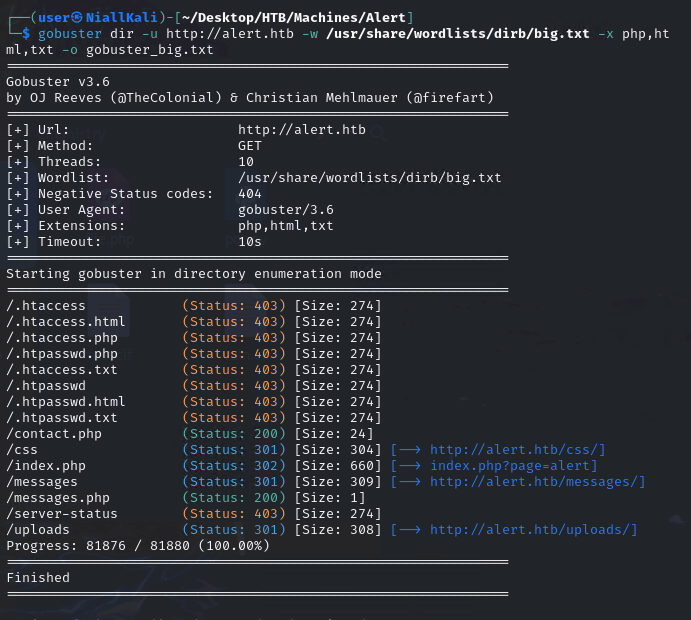 ┌──(user㉿NiallKali)-[~/Desktop/HTB/Machines/Alert]
└─$ gobuster dir -u http://alert.htb -w /usr/share/wordlists/dirb/big.txt -x php,ht
ml,txt -o gobuster_big.txt
===============================================================
Gobuster v3.6
by OJ Reeves (@TheColonial) & Christian Mehlmauer (@firefart)
===============================================================
[+] Url:                     http://alert.htb
[+] Method:                  GET
[+] Threads:                 10
[+] Wordlist:                /usr/share/wordlists/dirb/big.txt
[+] Negative Status codes:   404
[+] User Agent:              gobuster/3.6
[+] Extensions:              php,html,txt
[+] Timeout:                 10s
===============================================================
Starting gobuster in directory enumeration mode
===============================================================
/.htaccess            (Status: 403) [Size: 274]
/.htaccess.html       (Status: 403) [Size: 274]
/.htaccess.php        (Status: 403) [Size: 274]
/.htpasswd.php        (Status: 403) [Size: 274]
/.htaccess.txt        (Status: 403) [Size: 274]
/.htpasswd            (Status: 403) [Size: 274]
/.htpasswd.html       (Status: 403) [Size: 274]
/.htpasswd.txt        (Status: 403) [Size: 274]
/contact.php          (Status: 200) [Size: 24]
/css                  (Status: 301) [Size: 304] [--> http://alert.htb/css/]
/index.php            (Status: 302) [Size: 660] [--> index.php?page=alert]
/messages             (Status: 301) [Size: 309] [--> http://alert.htb/messages/]
/messages.php         (Status: 200) [Size: 1]
/server-status        (Status: 403) [Size: 274]
/uploads              (Status: 301) [Size: 308] [--> http://alert.htb/uploads/]
Progress: 81876 / 81880 (100.00%)
===============================================================
Finished
===============================================================